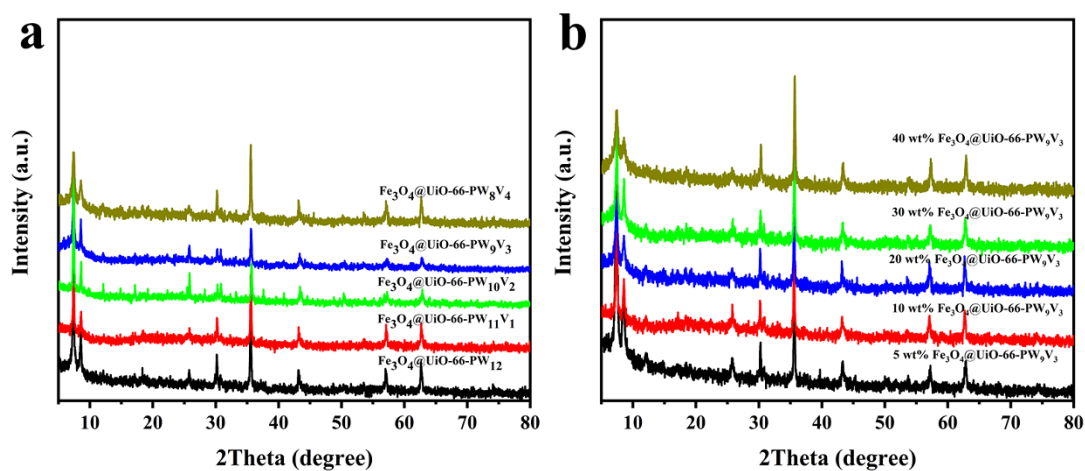 a
Intensity (a.u.)
Fe₃O₄@UiO-66-PW₈V₄
Fe₃O₄@UiO-66-PW₉V₃
Fe₃O₄@UiO-66-PW₁₀V₂
Fe₃O₄@UiO-66-PW₁₁V₁
Fe₃O₄@UiO-66-PW₁₂
10 20 30 40 50 60 70 80
2Theta (degree)
b
Intensity (a.u.)
40 wt% Fe₃O₄@UiO-66-PW₉V₃
30 wt% Fe₃O₄@UiO-66-PW₉V₃
20 wt% Fe₃O₄@UiO-66-PW₉V₃
10 wt% Fe₃O₄@UiO-66-PW₉V₃
5 wt% Fe₃O₄@UiO-66-PW₉V₃
10 20 30 40 50 60 70 80
2Theta (degree)